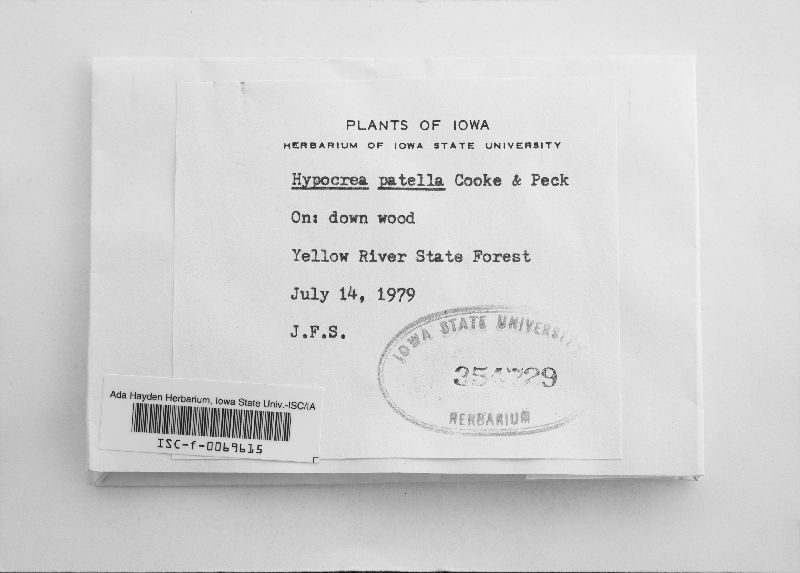 PLANTS OF IOWA
HERBARIUM OF IOWA STATE UNIVERSITY
Hypocrea patella Cooke & Peck
On: down wood
Yellow River State Forest
July 14, 1979
J.F.S.
IOWA STATE UNIVERSITY
354729
HERBARIUM
Ada Hayden Herbarium, Iowa State Univ.-ISC/IA
ISC-f-0069615